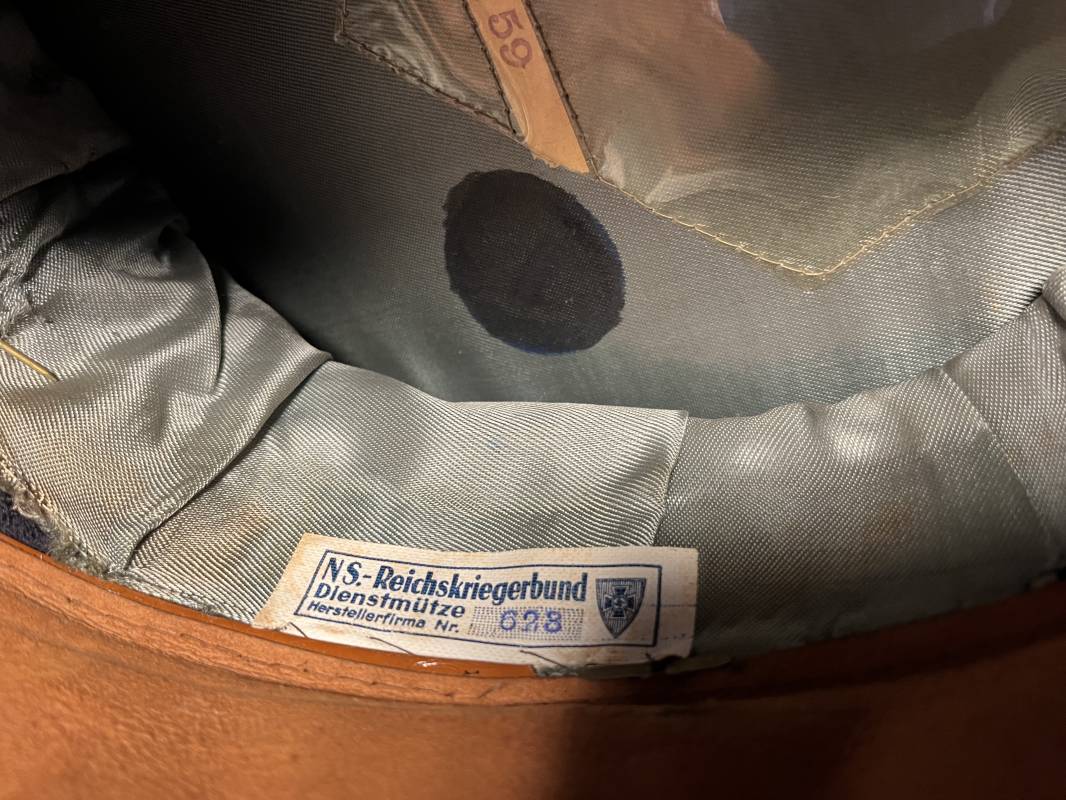 59
NS.-Reichskriegerbund
Dienstmütze
Herstellerfirma Nr. 628